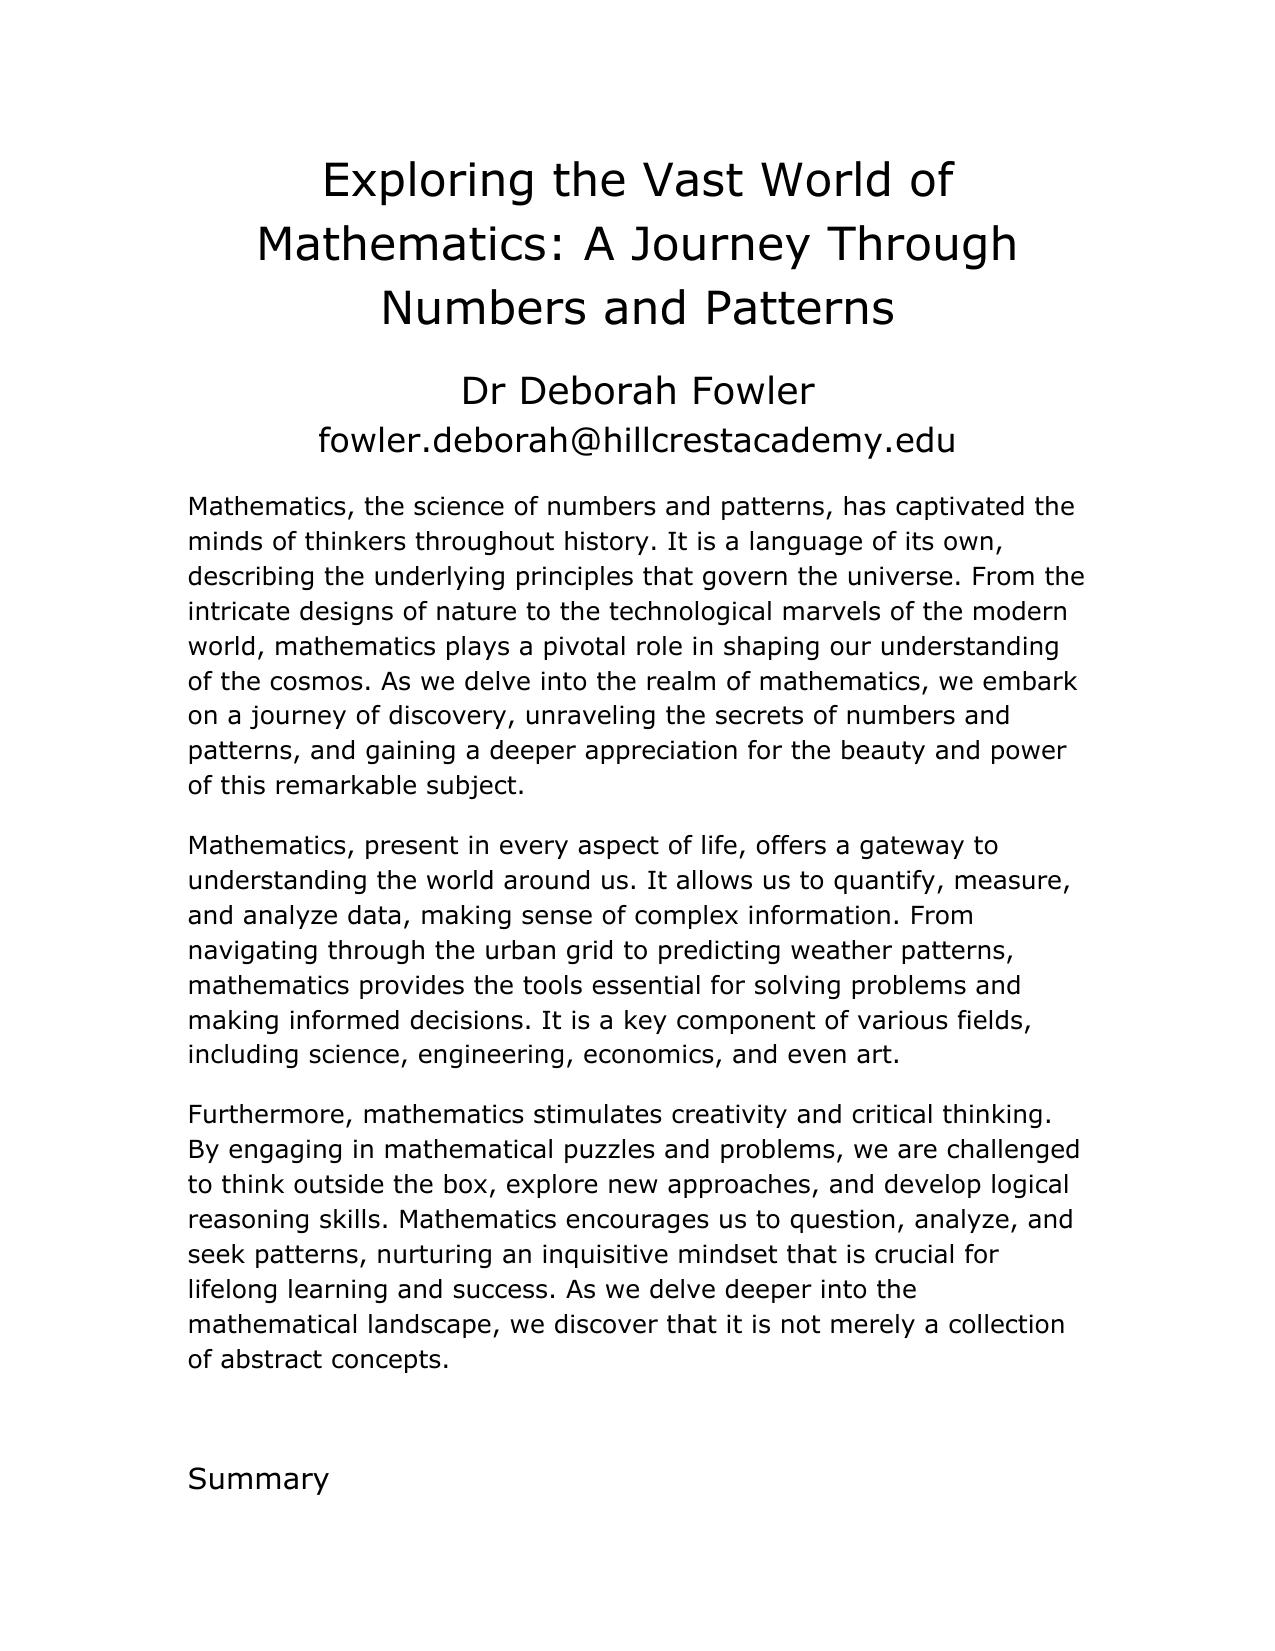 Exploring the Vast World of
Mathematics: A Journey Through
Numbers and Patterns
Dr Deborah Fowler
fowler.deborah@hillcrestacademy.edu
Mathematics, the science of numbers and patterns, has captivated the
minds of thinkers throughout history. It is a language of its own,
describing the underlying principles that govern the universe. From the
intricate designs of nature to the technological marvels of the modern
world, mathematics plays a pivotal role in shaping our understanding
of the cosmos. As we delve into the realm of mathematics, we embark
on a journey of discovery, unraveling the secrets of numbers and
patterns, and gaining a deeper appreciation for the beauty and power
of this remarkable subject.
Mathematics, present in every aspect of life, offers a gateway to
understanding the world around us. It allows us to quantify, measure,
and analyze data, making sense of complex information. From
navigating through the urban grid to predicting weather patterns,
mathematics provides the tools essential for solving problems and
making informed decisions. It is a key component of various fields,
including science, engineering, economics, and even art.
Furthermore, mathematics stimulates creativity and critical thinking.
By engaging in mathematical puzzles and problems, we are challenged
to think outside the box, explore new approaches, and develop logical
reasoning skills. Mathematics encourages us to question, analyze, and
seek patterns, nurturing an inquisitive mindset that is crucial for
lifelong learning and success. As we delve deeper into the
mathematical landscape, we discover that it is not merely a collection
of abstract concepts.
Summary